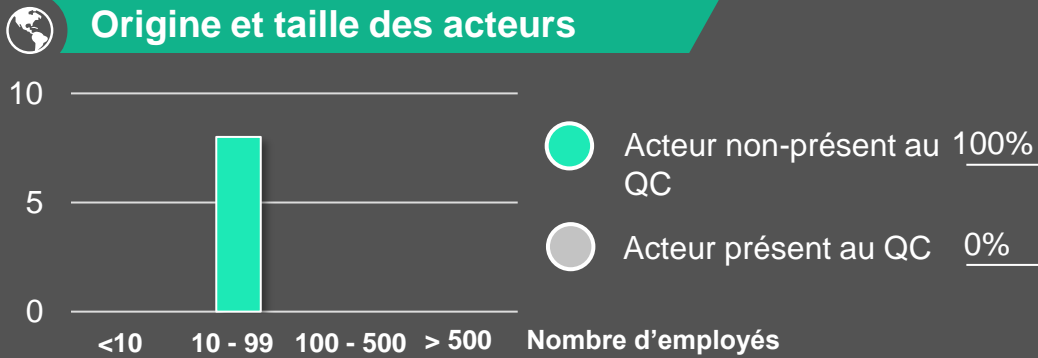 Origine et taille des acteurs
10
5
0
<10 10 - 99 100 - 500 > 500 Nombre d’employés
Acteur non-présent au 100%
QC
Acteur présent au QC 0%